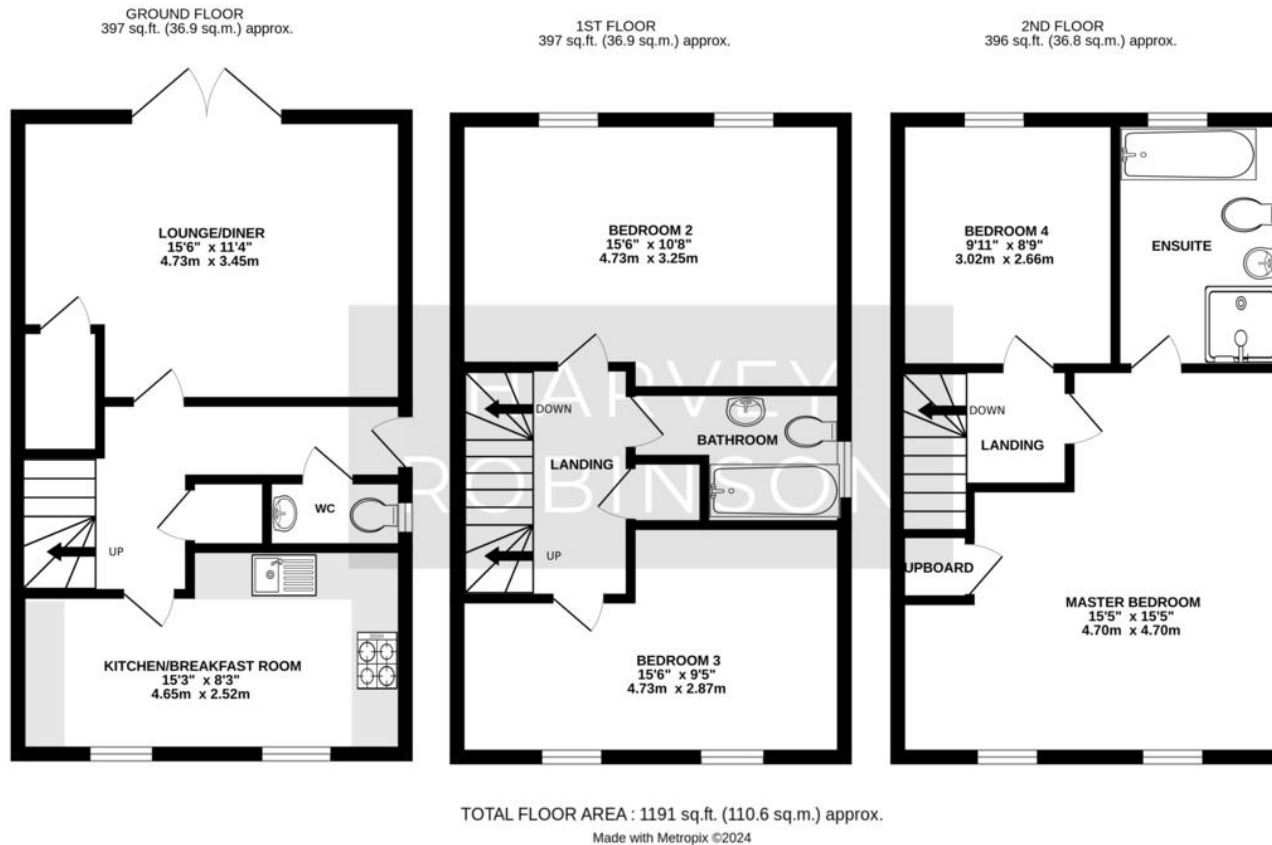 GROUND FLOOR
397 sq.ft. (36.9 sq.m.) approx.
LOUNGE/DINER
15'6" x 11'4"
4.73m x 3.45m
UP
WC
KITCHEN/BREAKFAST ROOM
15'3" x 8'3"
4.65m x 2.52m
1ST FLOOR
397 sq.ft. (36.9 sq.m.) approx.
BEDROOM 2
15'6" x 10'8"
4.73m x 3.25m
DOWN
BATHROOM
LANDING
UP
BEDROOM 3
15'6" x 9'5"
4.73m x 2.87m
HARVEY
ROBINSON
2ND FLOOR
396 sq.ft. (36.8 sq.m.) approx.
BEDROOM 4
9'11" x 8'9"
3.02m x 2.66m
ENSUITE
DOWN
LANDING
UPBOARD
MASTER BEDROOM
15'5" x 15'5"
4.70m x 4.70m
TOTAL FLOOR AREA : 1191 sq.ft. (110.6 sq.m.) approx.
Made with Metropix ©2024